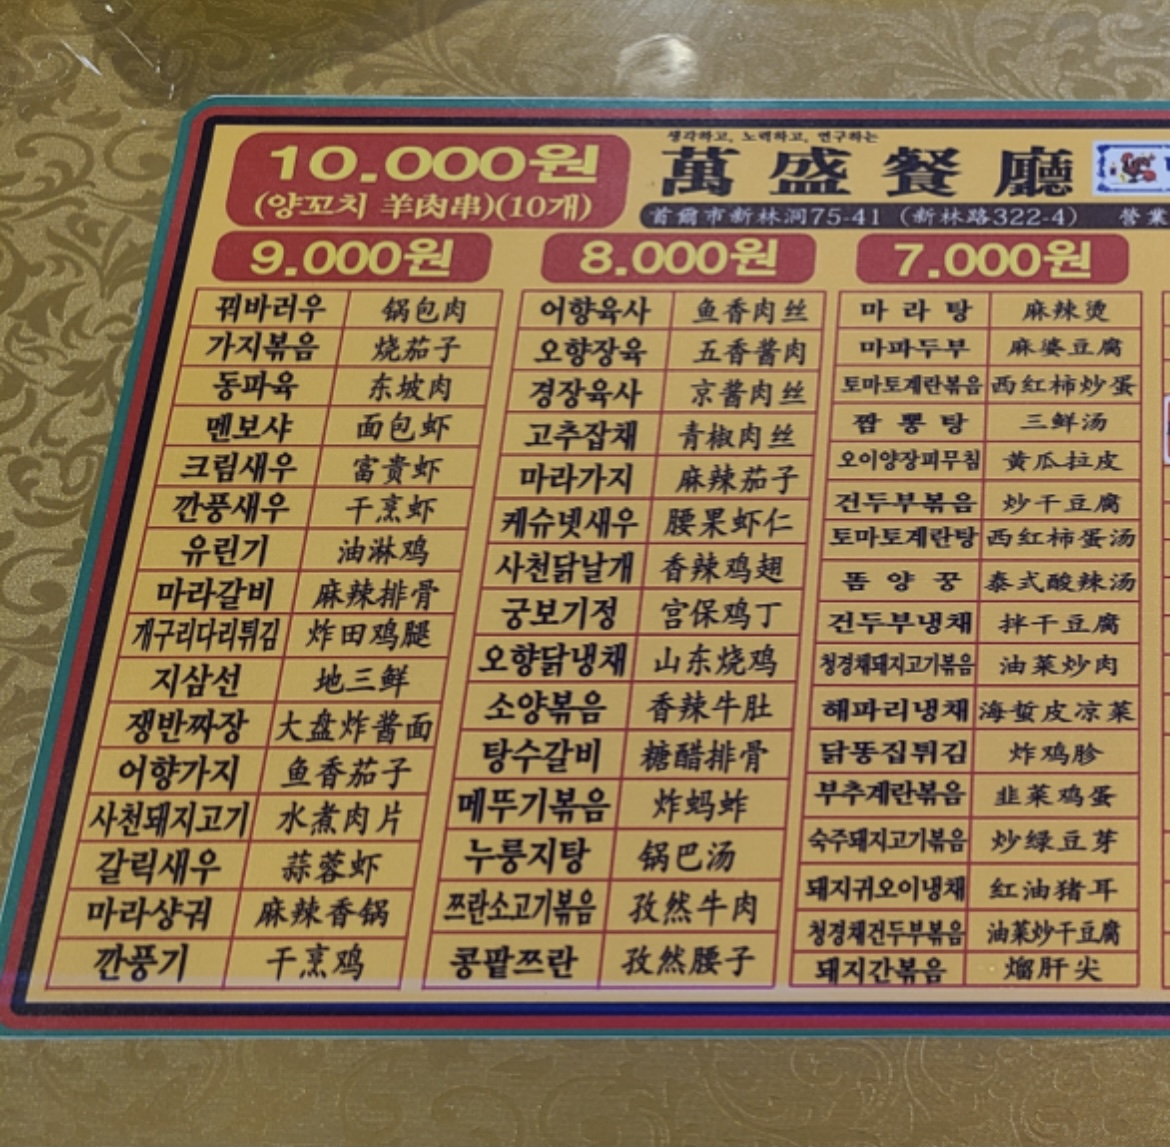 10.000원
(양꼬치 羊肉串)(10개)
생각하고, 노력하고, 연구하는
萬盛餐廳
首爾市新林洞75-41 (新林路322-4) 營業
9.000원
꿔바러우 锅包肉
가지볶음 烧茄子
동파육 东坡肉
멘보샤 面包虾
크림새우 富贵虾
깐풍새우 干烹虾
유린기 油淋鸡
마라갈비 麻辣排骨
개구리다리튀김 炸田鸡腿
지삼선 地三鲜
쟁반짜장 大盘炸酱面
어향가지 鱼香茄子
사천돼지고기 水煮肉片
갈릭새우 蒜蓉虾
마라샹궈 麻辣香锅
깐풍기 干烹鸡
8.000원
어향육사 鱼香肉丝
오향장육 五香酱肉
경장육사 京酱肉丝
고추잡채 青椒肉丝
마라가지 麻辣茄子
케슈넷새우 腰果虾仁
사천닭날개 香辣鸡翅
궁보기정 宫保鸡丁
오향닭냉채 山东烧鸡
소양볶음 香辣牛肚
탕수갈비 糖醋排骨
메뚜기볶음 炸蚂蚱
누룽지탕 锅巴汤
쯔란소고기볶음 孜然牛肉
콩팥쯔란 孜然腰子
7.000원
마 라 탕 麻辣烫
마파두부 麻婆豆腐
토마토계란볶음 西红柿炒蛋
짬 뽕 탕 三鲜汤
오이양장피무침 黄瓜拉皮
건두부볶음 炒干豆腐
토마토계란탕 西红柿蛋汤
똠 양 꿍 泰式酸辣汤
건두부냉채 拌干豆腐
청경채돼지고기볶음 油菜炒肉
해파리냉채 海蜇皮凉菜
닭똥집튀김 炸鸡胗
부추계란볶음 韭菜鸡蛋
숙주돼지고기볶음 炒绿豆芽
돼지귀오이냉채 红油猪耳
청경채건두부볶음 油菜炒干豆腐
돼지간볶음 熘肝尖